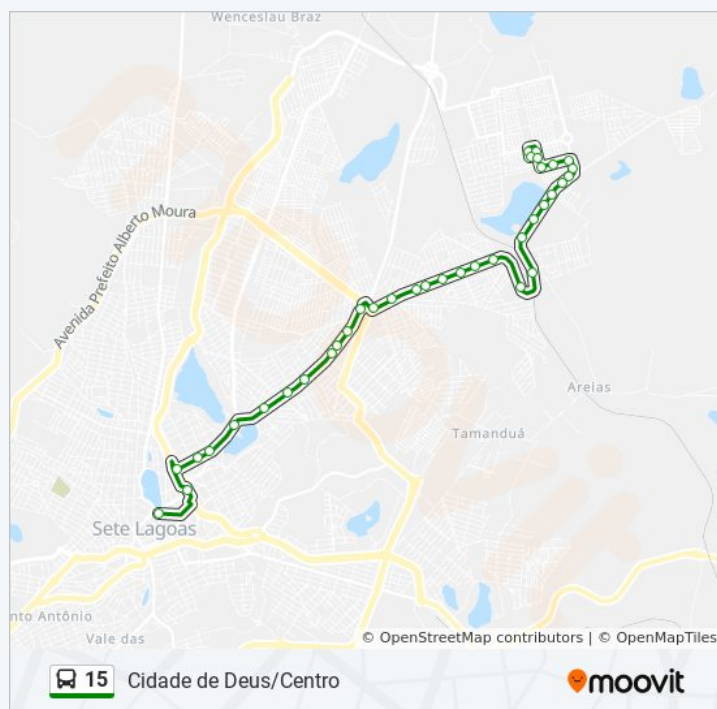 Wenceslau Braz
Avenida Prefeito Alberto Moura
Areias
Tamanduá
Sete Lagoas
nto Antônio
Vale das
© OpenStreetMap contributors | © OpenMapTiles
15 Cidade de Deus/Centro
moovit